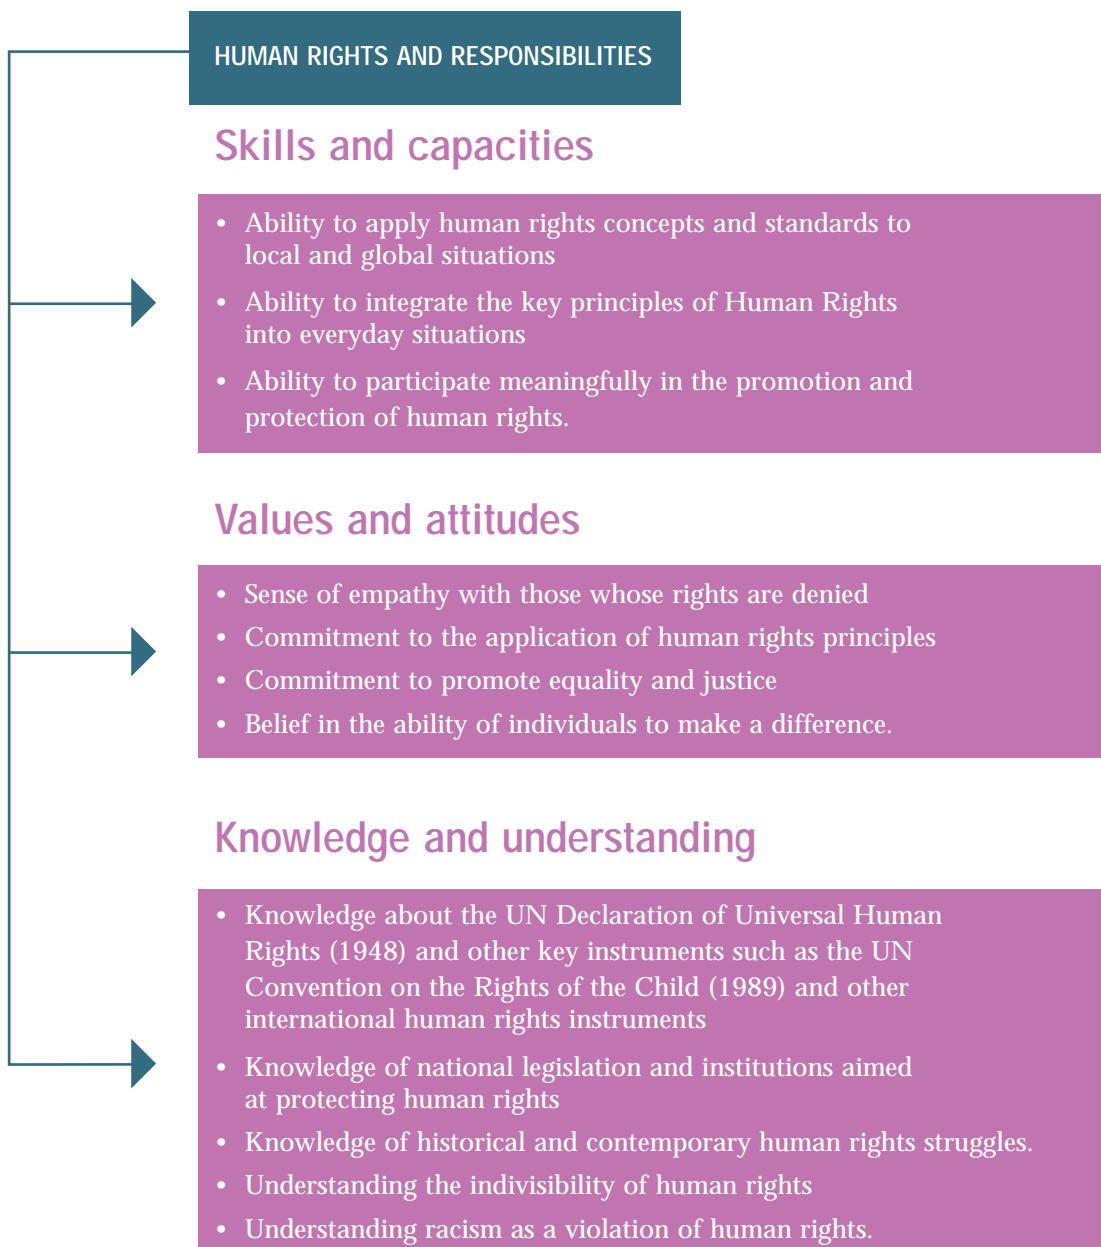 HUMAN RIGHTS AND RESPONSIBILITIES
Skills and capacities
• Ability to apply human rights concepts and standards to
local and global situations
• Ability to integrate the key principles of Human Rights
into everyday situations
• Ability to participate meaningfully in the promotion and
protection of human rights.
Values and attitudes
• Sense of empathy with those whose rights are denied
• Commitment to the application of human rights principles
• Commitment to promote equality and justice
• Belief in the ability of individuals to make a difference.
Knowledge and understanding
• Knowledge about the UN Declaration of Universal Human
Rights (1948) and other key instruments such as the UN
Convention on the Rights of the Child (1989) and other
international human rights instruments
• Knowledge of national legislation and institutions aimed
at protecting human rights
• Knowledge of historical and contemporary human rights struggles.
• Understanding the indivisibility of human rights
• Understanding racism as a violation of human rights.